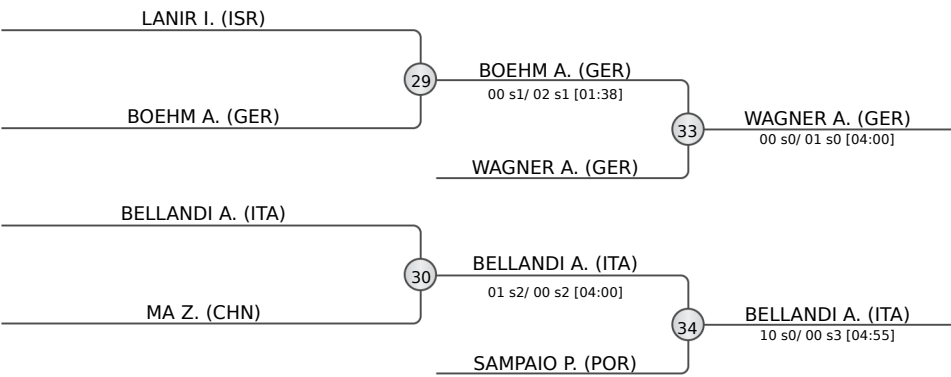 LANIR I. (ISR)
29
BOEHM A. (GER)
00 s1/ 02 s1 [01:38]
BOEHM A. (GER)
33
WAGNER A. (GER)
00 s0/ 01 s0 [04:00]
WAGNER A. (GER)
BELLANDI A. (ITA)
30
BELLANDI A. (ITA)
01 s2/ 00 s2 [04:00]
MA Z. (CHN)
34
BELLANDI A. (ITA)
10 s0/ 00 s3 [04:55]
SAMPAIO P. (POR)